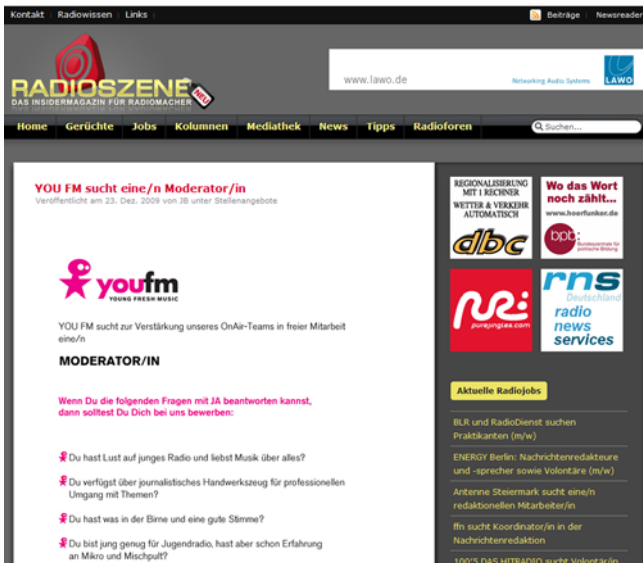 Kontakt Radiowissen Links
Beiträge Newsreader
RADIOSZENE
NEU
DAS INSIDERMAGAZIN FÜR RADIOMACHER
www.lawo.de
Networking Audio Systems
LAWO
Home Gerüchte Jobs Kolumnen Mediathek News Tipps Radioforen
Suchen...
YOU FM sucht eine/n Moderator/in
Veröffentlicht am 23. Dez. 2009 von JB unter Stellenangebote
youfm
YOUNG FRESH MUSIC
YOU FM sucht zur Verstärkung unseres OnAir-Teams in freier Mitarbeit
eine/n
MODERATOR/IN
Wenn Du die folgenden Fragen mit JA beantworten kannst,
dann solltest Du Dich bei uns bewerben:
Du hast Lust auf junges Radio und liebst Musik über alles?
Du verfügst über journalistisches Handwerkszeug für professionellen
Umgang mit Themen?
Du hast was in der Birne und eine gute Stimme?
Du bist jung genug für Jugendradio, hast aber schon Erfahrung
an Mikro und Mischpult?
REGIONALISIERUNG
MIT 1 RECHNER
WETTER & VERKEHR
AUTOMATISCH
dbc
Wo das Wort
noch zählt...
www.hoerfunker.de
bpb:
Bundeszentrale für
politische Bildung
purejingles.com
rns
Deutschland
radio
news
services
Aktuelle Radiojobs
BLR und RadioDienst suchen
Praktikanten (m/w)
ENERGY Berlin: Nachrichtenredakteure
und -sprecher sowie Volontäre (m/w)
Antenne Steiermark sucht eine/n
redaktionellen Mitarbeiter/in
ffn sucht Koordinator/in in der
Nachrichtenredaktion
100'5 DAS HITRADIO sucht Volontär/in